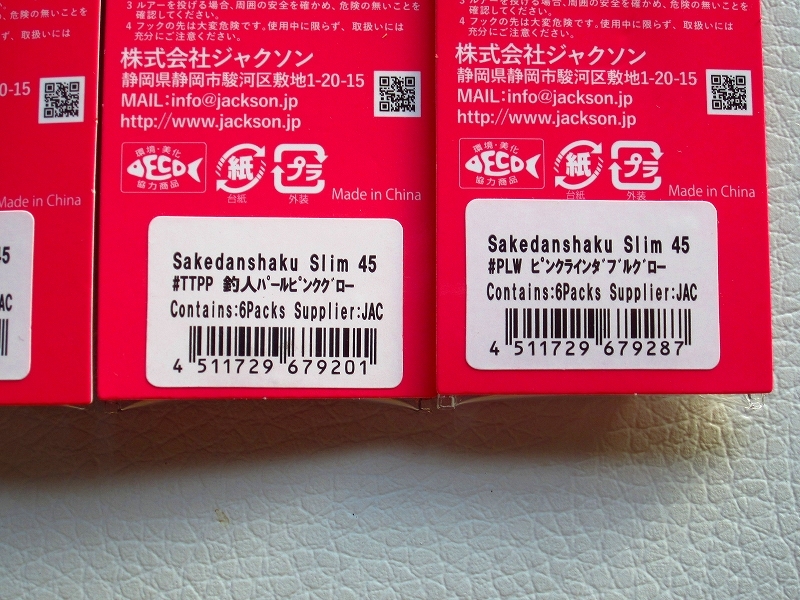 0-15
Made in China
45
JAC
3 ルアーを投げる場合、周囲の安全を確かめ、危険の無いことを
確認してください。
4 フックの先は大変危険です。使用中に限らず、取扱いには
充分にご注意ください。
株式会社ジャクソン
静岡県静岡市駿河区敷地1-20-15
MAIL:info@jackson.jp
http://www.jackson.jp
環境・美化
ECO
協力商品
紙
台紙
プラ
外装
Made in China
Sakedanshaku Slim 45
#TTPP 釣人パールピンクグロー
Contains:6Packs Supplier:JAC
4 511729 679201
3 ルアーを投げる場合、周囲の安全を確かめ、危険の無いことを
確認してください。
4 フックの先は大変危険です。使用中に限らず、取扱いには
充分にご注意ください。
株式会社ジャクソン
静岡県静岡市駿河区敷地1-20-15
MAIL:info@jackson.jp
http://www.jackson.jp
環境・美化
ECO
協力商品
紙
台紙
プラ
外装
Made in China
Sakedanshaku Slim 45
#PLW ピンクラインダブルグロー
Contains:6Packs Supplier:JAC
4 511729 679287